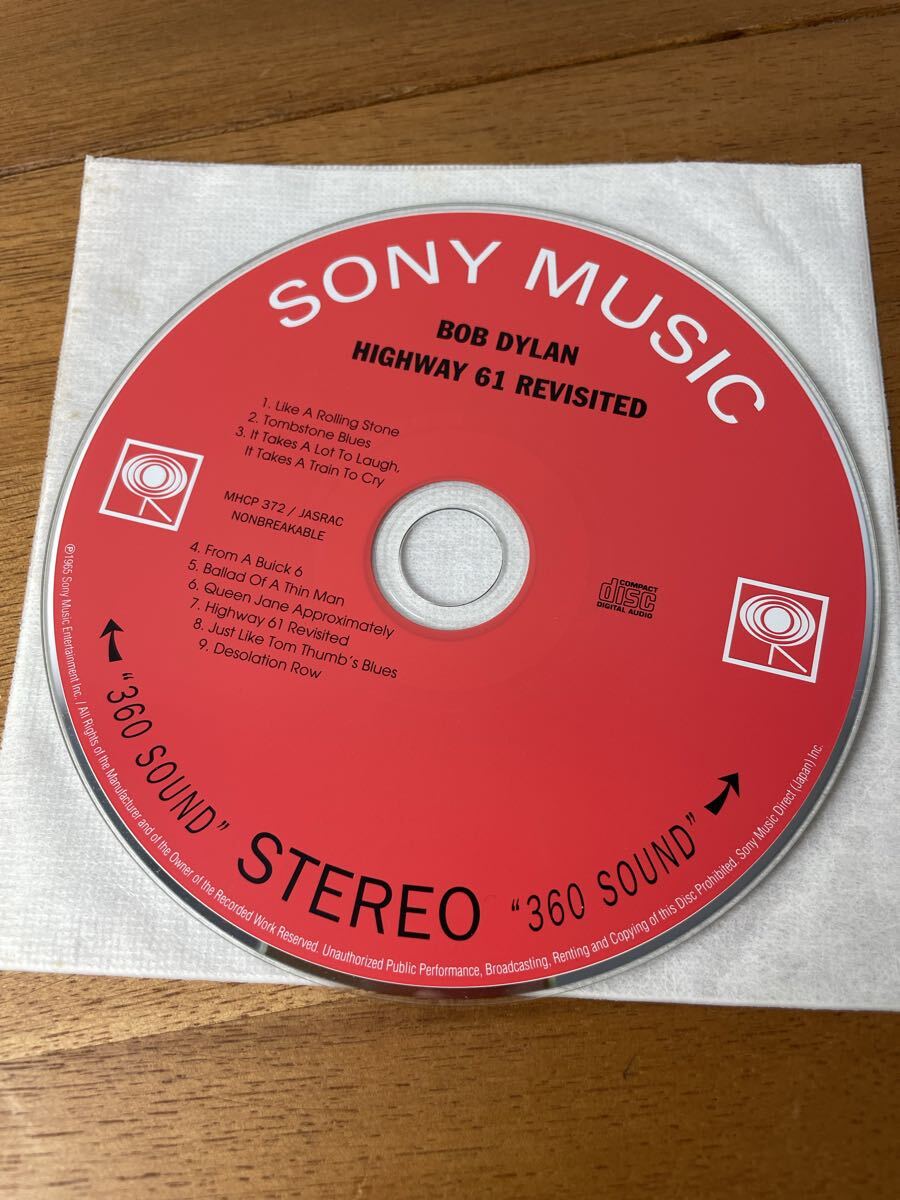 SONY MUSIC
BOB DYLAN
HIGHWAY 61 REVISITED
1. Like A Rolling Stone
2. Tombstone Blues
3. It Takes A Lot To Laugh,
It Takes A Train To Cry
MHCP 372 / JASRAC
NONBREAKABLE
4. From A Buick 6
5. Ballad Of A Thin Man
6. Queen Jane Approximately
7. Highway 61 Revisited
8. Just Like Tom Thumb's Blues
9. Desolation Row
COMPACT
disc
DIGITAL AUDIO
"360 SOUND" STEREO "360 SOUND"
℗1965 Sony Music Entertainment Inc. / All Rights of the Manufacturer and of the Owner of the Recorded Work Reserved. Unauthorized Public Performance, Broadcasting, Renting and Copying of this Disc Prohibited. Sony Music Direct (Japan) Inc.